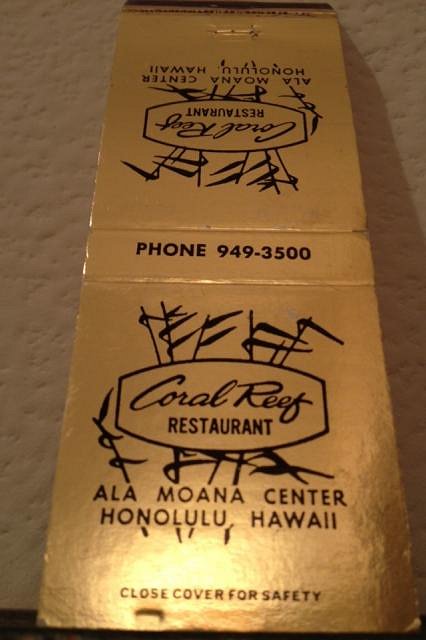 ALA MOANA CENTER
HONOLULU, HAWAII
Coral Reef
RESTAURANT
PHONE 949-3500
Coral Reef
RESTAURANT
ALA MOANA CENTER
HONOLULU, HAWAII
CLOSE COVER FOR SAFETY